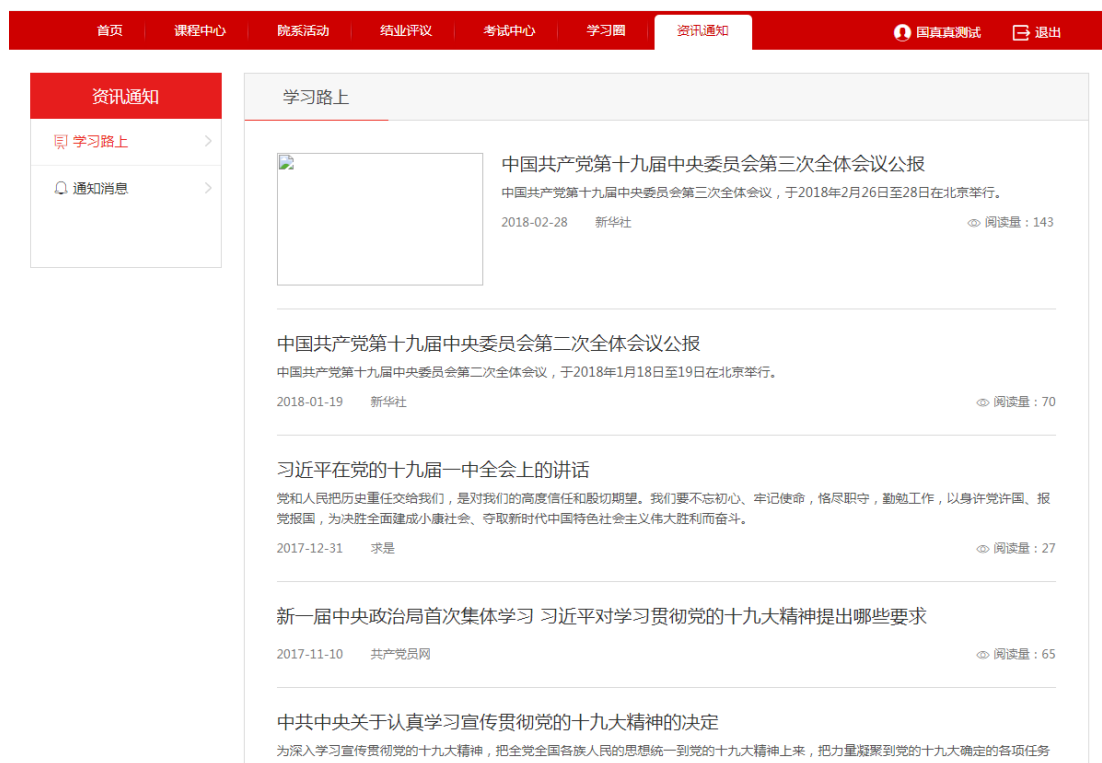 首页 课程中心 院系活动 结业评议 考试中心 学习圈 资讯通知 国真真测试 退出
资讯通知
学习路上
通知消息
学习路上
中国共产党第十九届中央委员会第三次全体会议公报
中国共产党第十九届中央委员会第三次全体会议，于2018年2月26日至28日在北京举行。
2018-02-28 新华社 阅读量：143
中国共产党第十九届中央委员会第二次全体会议公报
中国共产党第十九届中央委员会第二次全体会议，于2018年1月18日至19日在北京举行。
2018-01-19 新华社 阅读量：70
习近平在党的十九届一中全会上的讲话
党和人民把历史重任交给我们，是对我们的高度信任和殷切期望。我们要不忘初心、牢记使命，恪尽职守，勤勉工作，以身许党许国、报
党报国，为决胜全面建成小康社会、夺取新时代中国特色社会主义伟大胜利而奋斗。
2017-12-31 求是 阅读量：27
新一届中央政治局首次集体学习 习近平对学习贯彻党的十九大精神提出哪些要求
2017-11-10 共产党员网 阅读量：65
中共中央关于认真学习宣传贯彻党的十九大精神的决定
为深入学习宣传贯彻党的十九大精神，把全党全国各族人民的思想统一到党的十九大精神上来，把力量凝聚到党的十九大确定的各项任务